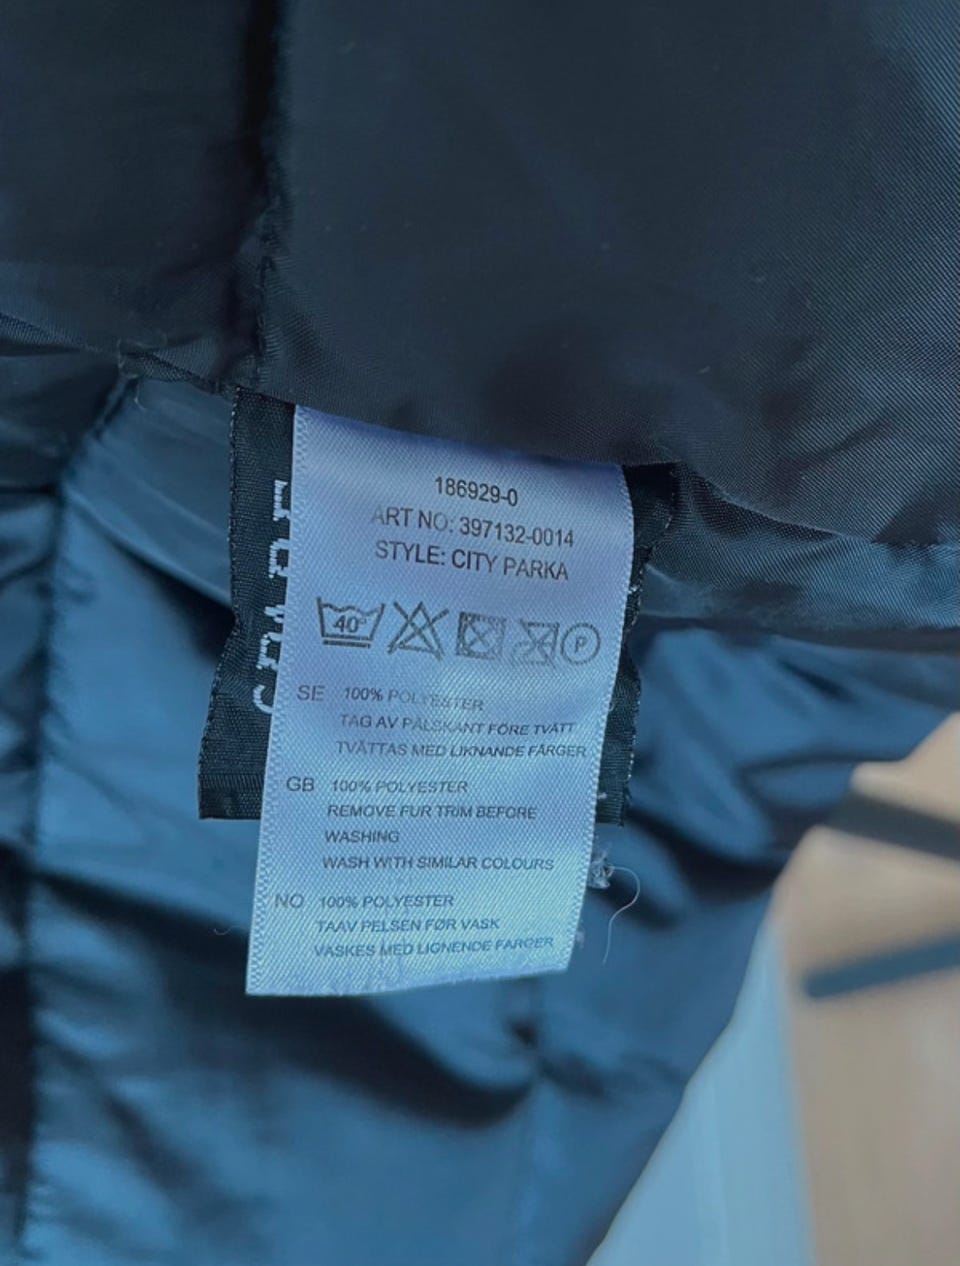 186929-0
ART NO: 397132-0014
STYLE: CITY PARKA
40° P
SE 100% POLYESTER
TAG AV PÄLSKANT FÖRE TVÄTT
TVÄTTAS MED LIKNANDE FÄRGER
GB 100% POLYESTER
REMOVE FUR TRIM BEFORE
WASHING
WASH WITH SIMILAR COLOURS
NO 100% POLYESTER
TAAV PELSEN FØR VASK
VASKES MED LIGNENDE FARGER